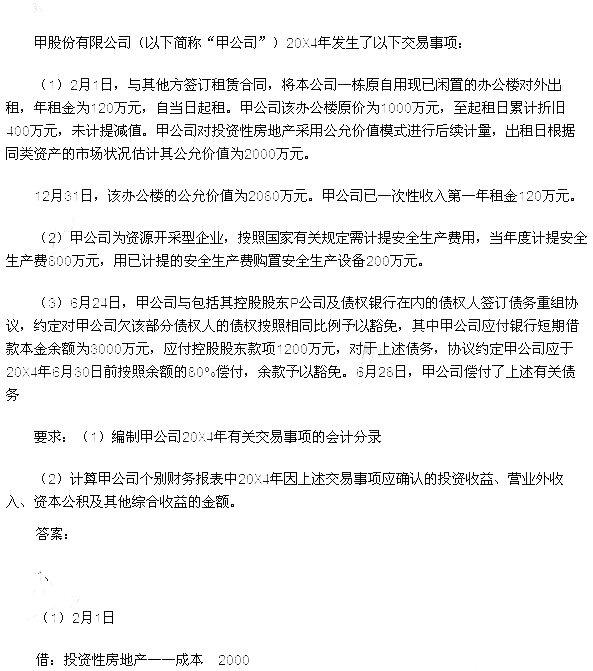 3、
甲股份有限公司（以下简称“甲公司”）20X4年发生了以下交易事项：
（1）2月1日，与其他方签订租赁合同，将本公司一栋原自用现已闲置的办公楼对外出
租，年租金为120万元，自当日起租。甲公司该办公楼原价为1000万元，至起租日累计折旧
400万元，未计提减值。甲公司对投资性房地产采用公允价值模式进行后续计量，出租日根据
同类资产的市场状况估计其公允价值为2000万元。
12月31日，该办公楼的公允价值为2080万元。甲公司已一次性收入第一年租金120万元。
（2）甲公司为资源开采型企业，按照国家有关规定需计提安全生产费用，当年度计提安全
生产费800万元，用已计提的安全生产费购置安全生产设备200万元。
（3）6月24日，甲公司与包括其控股股东P公司及债权银行在内的债权人签订债务重组协
议，约定对甲公司欠该部分债权人的债权按照相同比例予以豁免，其中甲公司应付银行短期借
款本金余额为3000万元，应付控股股东款项1200万元，对于上述债务，协议约定甲公司应于
20X4年6月30日前按照余额的80%偿付，余款予以豁免。6月28日，甲公司偿付了上述有关债
务
要求：（1）编制甲公司20X4年有关交易事项的会计分录
（2）计算甲公司个别财务报表中20X4年因上述交易事项应确认的投资收益、营业外收
入、资本公积及其他综合收益的金额。
答案：
1、
（1）2月1日
借：投资性房地产——成本 2000